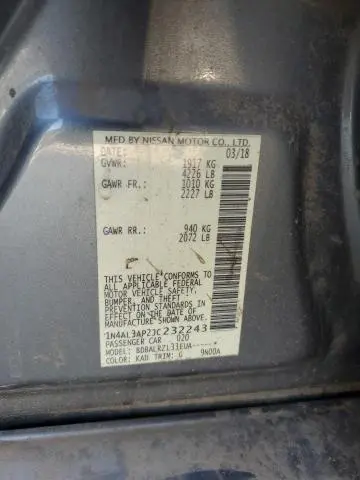 MFD BY NISSAN MOTOR CO., LTD.
DATE: 03/18
GVWR: 1917 KG
4226 LB
GAWR FR.: 1010 KG
2227 LB
GAWR RR.: 940 KG
2072 LB
THIS VEHICLE CONFORMS
TO ALL APPLICABLE FEDERAL
MOTOR VEHICLE SAFETY,
BUMPER, AND THEFT
PREVENTION STANDARDS IN
EFFECT ON THE DATE OF
MANUFACTURE SHOWN ABOVE.
1N4AL3AP2JC232243
PASSENGER CAR 020
MODEL: BDBALRZL33EUA-----*
COLOR: KAD TRIM: G 9N00A